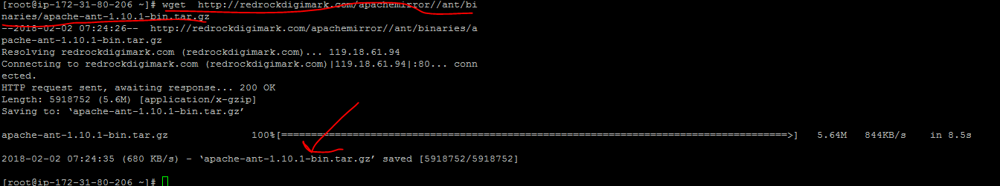 [root@ip-172-31-80-206 ~]# wget  http://redrockdigimark.com/apachemirror//ant/bi
naries/apache-ant-1.10.1-bin.tar.gz
--2018-02-02 07:24:26--  http://redrockdigimark.com/apachemirror//ant/binaries/a
pache-ant-1.10.1-bin.tar.gz
Resolving redrockdigimark.com (redrockdigimark.com)... 119.18.61.94
Connecting to redrockdigimark.com (redrockdigimark.com)|119.18.61.94|:80... conn
ected.
HTTP request sent, awaiting response... 200 OK
Length: 5918752 (5.6M) [application/x-gzip]
Saving to: ‘apache-ant-1.10.1-bin.tar.gz’
apache-ant-1.10.1-bin.tar.gz 100%[=====================================================================================>] 5.64M 844KB/s in 8.5s
2018-02-02 07:24:35 (680 KB/s) - ‘apache-ant-1.10.1-bin.tar.gz’ saved [5918752/5918752]
[root@ip-172-31-80-206 ~]#